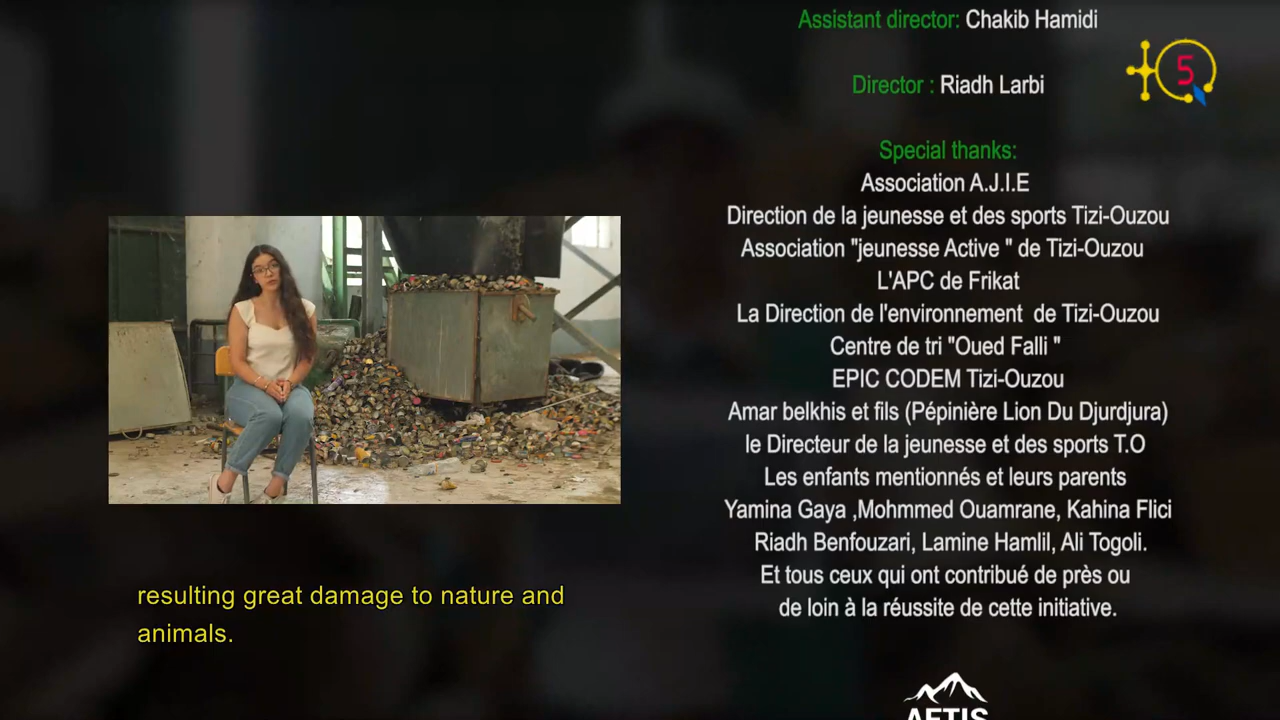 Assistant director: Chakib Hamidi
5
Director : Riadh Larbi
Special thanks:
Association A.J.I.E
Direction de la jeunesse et des sports Tizi-Ouzou
Association "jeunesse Active " de Tizi-Ouzou
L'APC de Frikat
La Direction de l'environnement de Tizi-Ouzou
Centre de tri "Oued Falli "
EPIC CODEM Tizi-Ouzou
Amar belkhis et fils (Pépinière Lion Du Djurdjura)
le Directeur de la jeunesse et des sports T.O
Les enfants mentionnés et leurs parents
Yamina Gaya ,Mohmmed Ouamrane, Kahina Flici
Riadh Benfouzari, Lamine Hamlil, Ali Togoli.
Et tous ceux qui ont contribué de près ou
de loin à la réussite de cette initiative.
resulting great damage to nature and
animals.